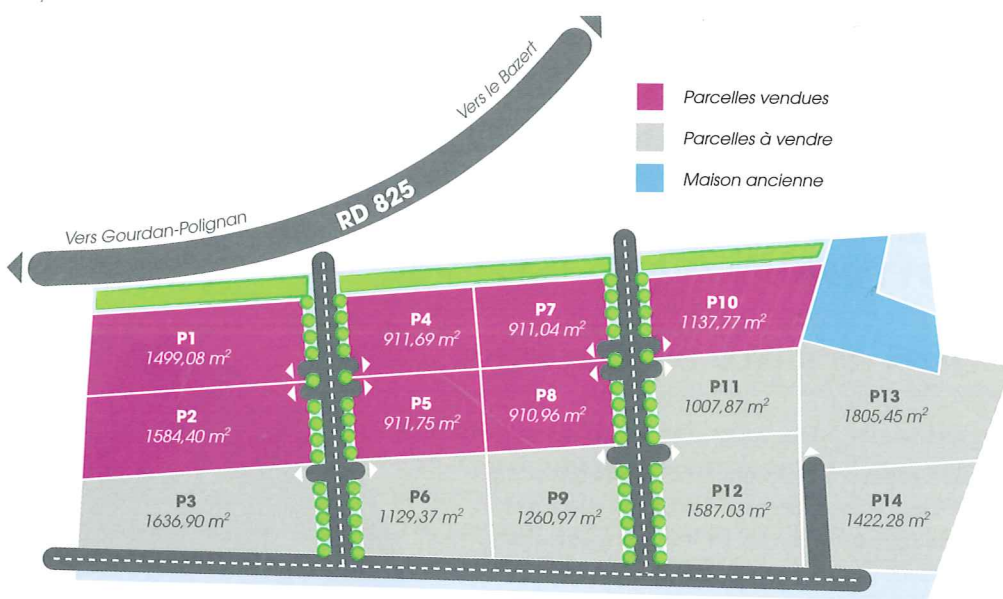 Vers le Bazert
Parcelles vendues
Parcelles à vendre
Maison ancienne
RD 825
Vers Gourdan-Polignan
P1
1499,08 m²
P4
911,69 m²
P7
911,04 m²
P10
1137,77 m²
P2
1584,40 m²
P5
911,75 m²
P8
910,96 m²
P11
1007,87 m²
P13
1805,45 m²
P3
1636,90 m²
P6
1129,37 m²
P9
1260,97 m²
P12
1587,03 m²
P14
1422,28 m²